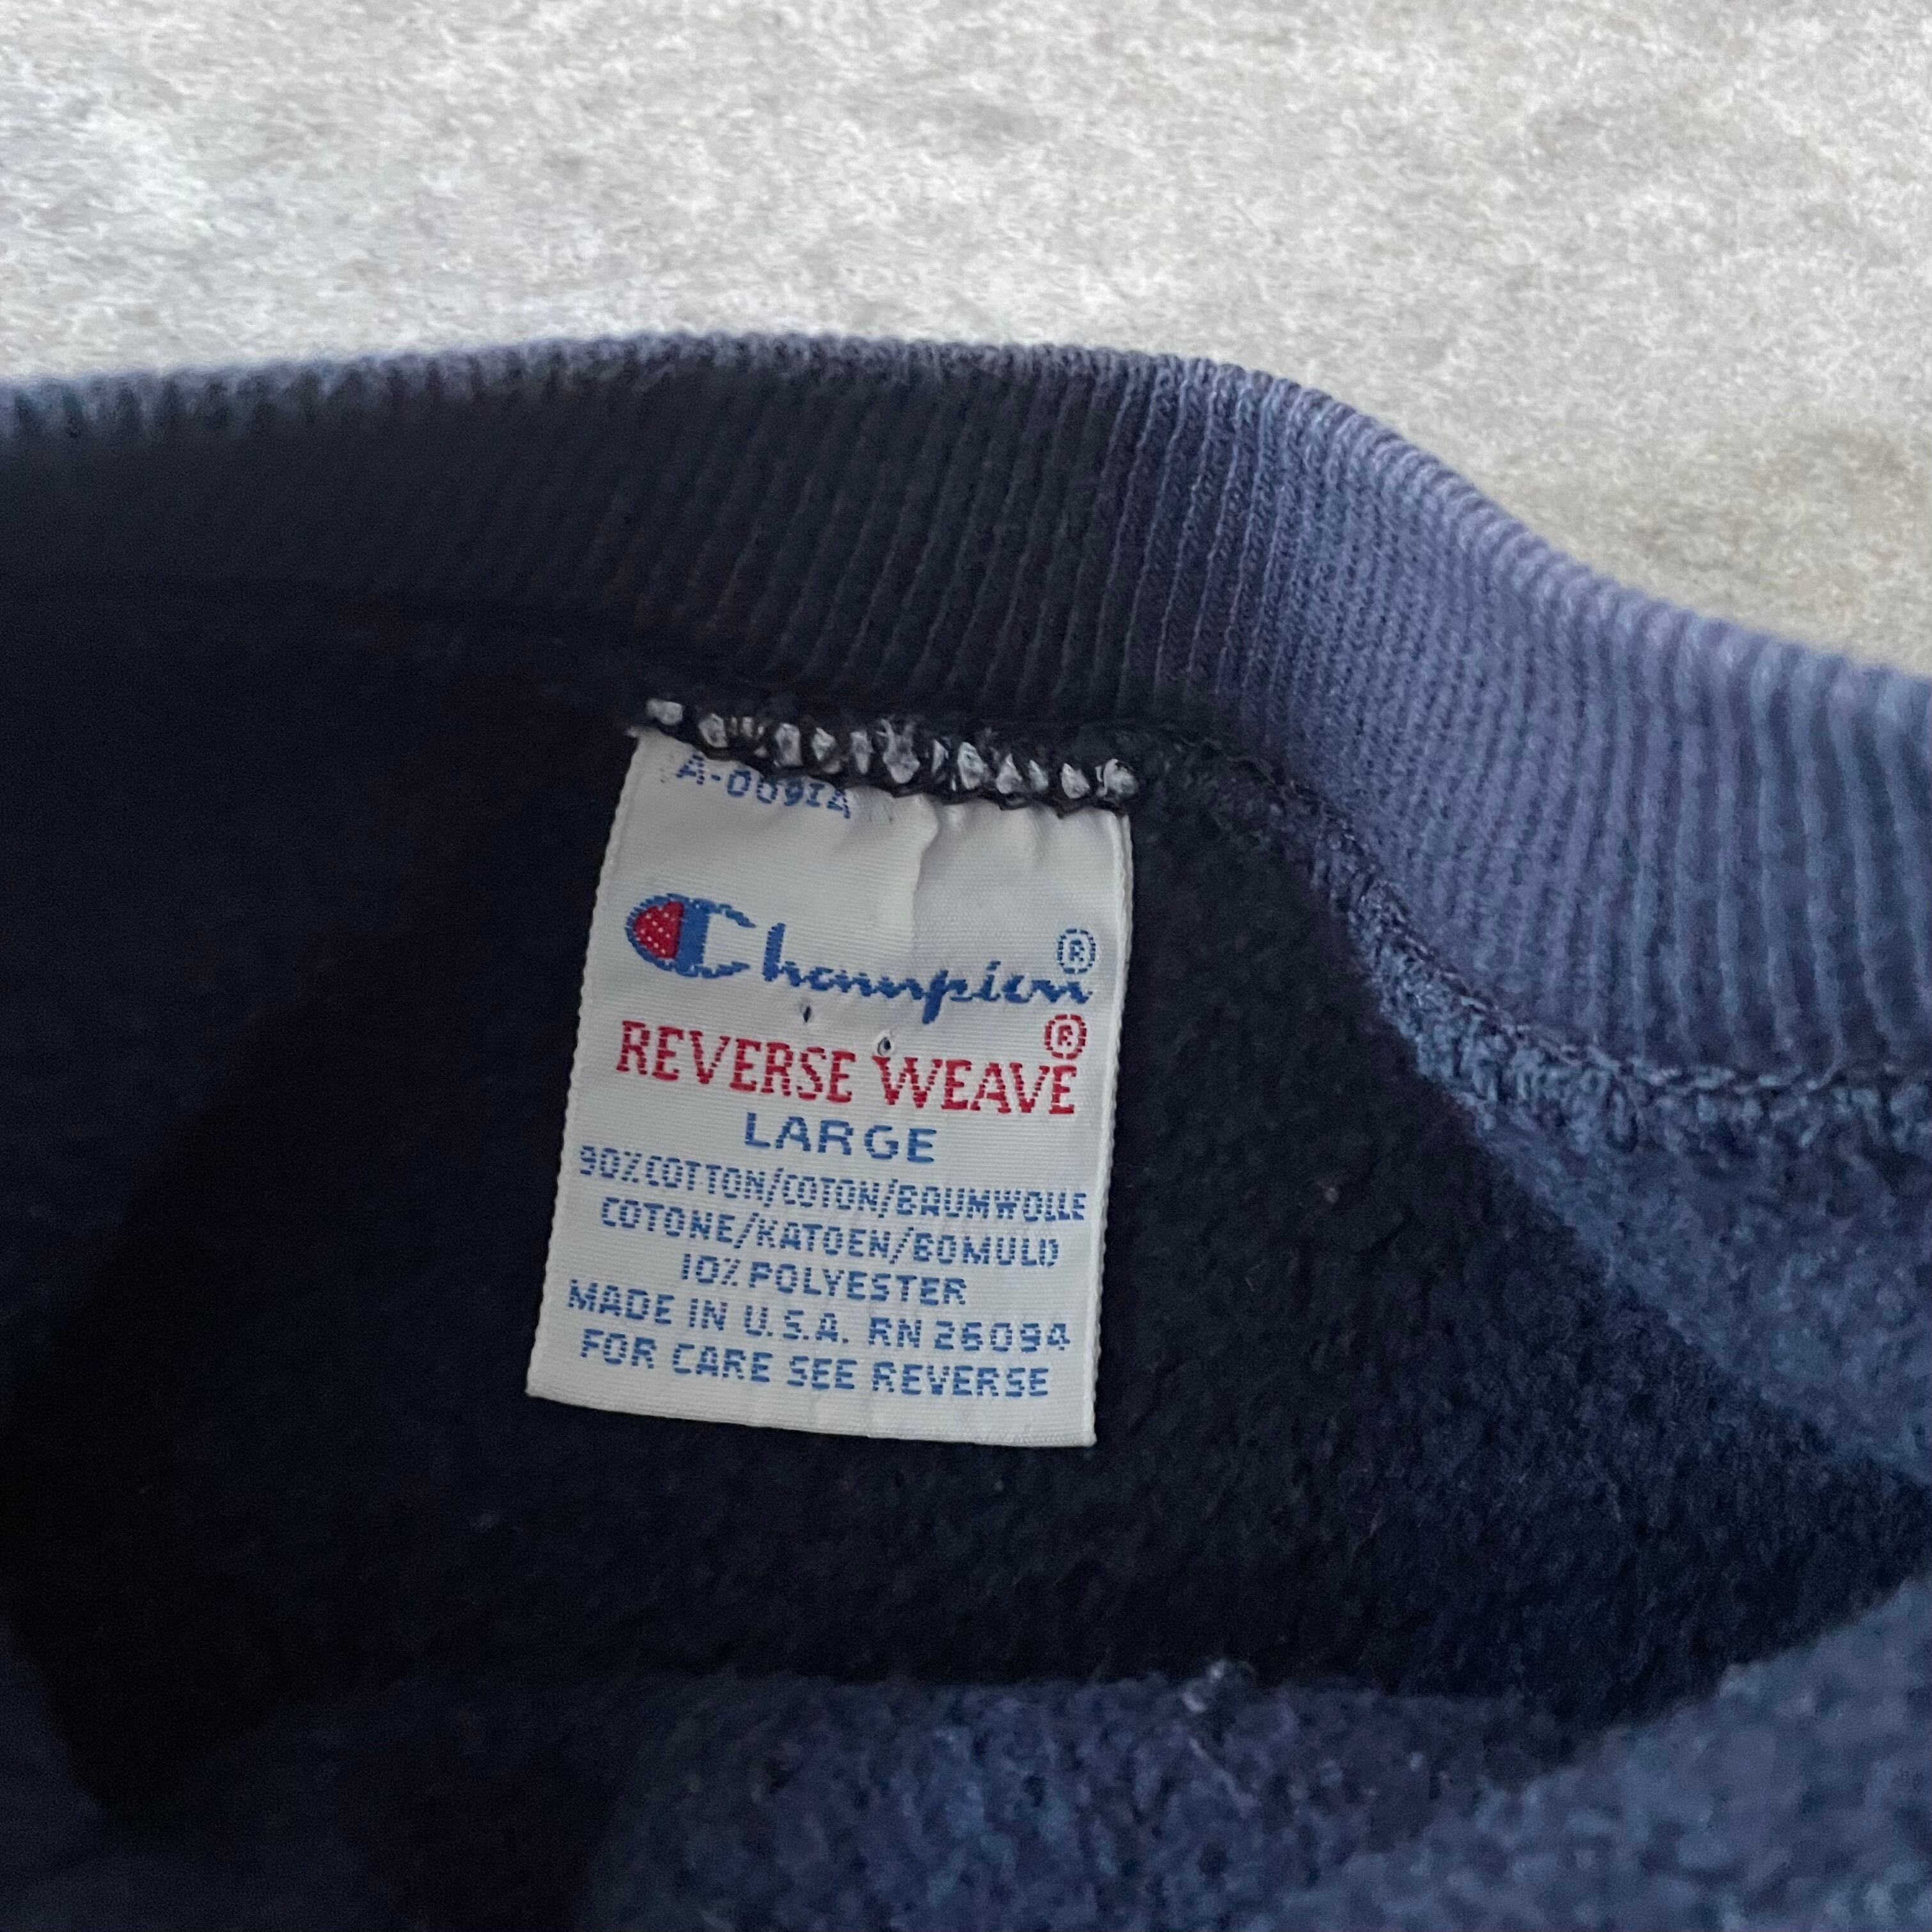 A-0091A
Champion®
REVERSE WEAVE®
LARGE
90% COTTON/COTON/BAUMWOLLE
COTONE/KATOEN/BOMULD
10% POLYESTER
MADE IN U.S.A. RN 26094
FOR CARE SEE REVERSE